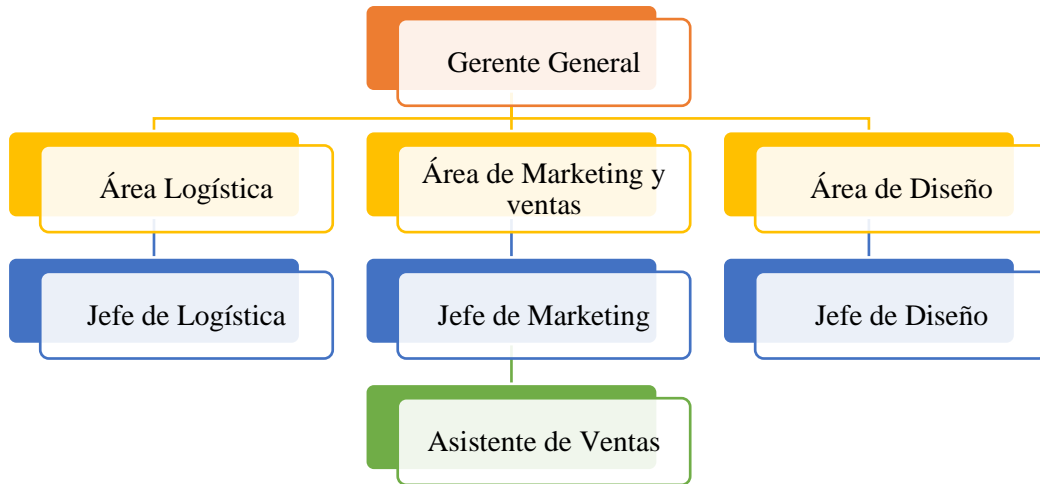 Gerente General
Área Logística
Área de Marketing y
ventas
Área de Diseño
Jefe de Logística
Jefe de Marketing
Jefe de Diseño
Asistente de Ventas